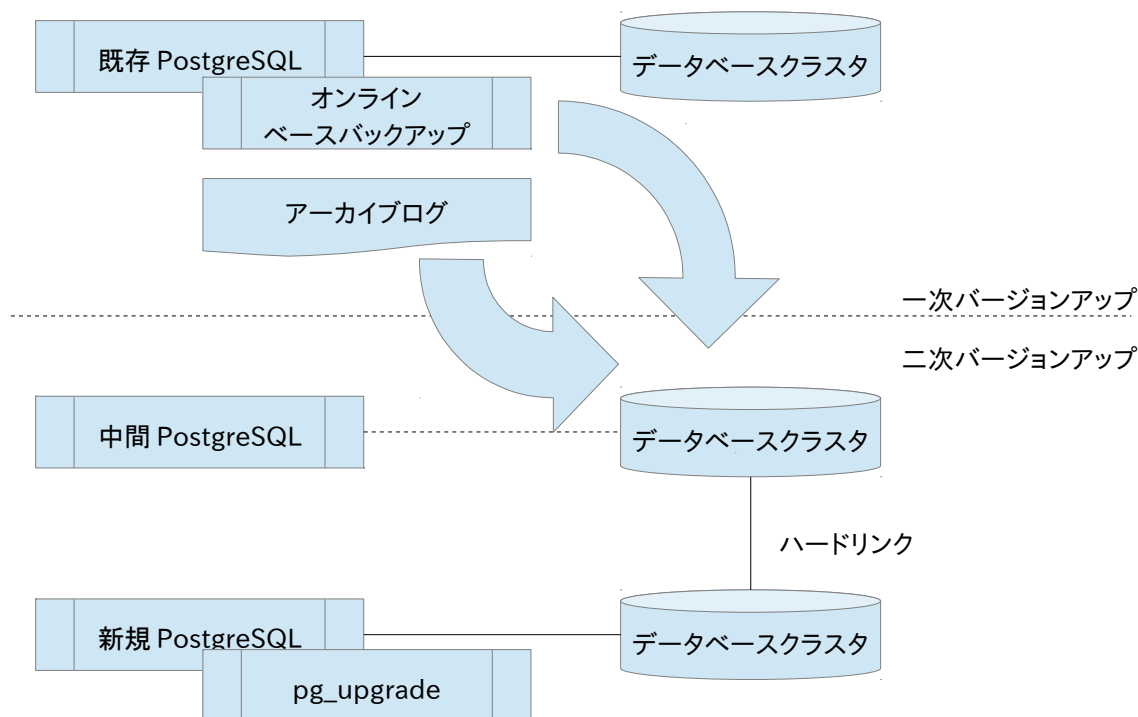 既存 PostgreSQL
データベースクラスタ
オンライン
ベースバックアップ
アーカイブログ
一次バージョンアップ
二次バージョンアップ
中間 PostgreSQL
データベースクラスタ
ハードリンク
新規 PostgreSQL
データベースクラスタ
pg_upgrade